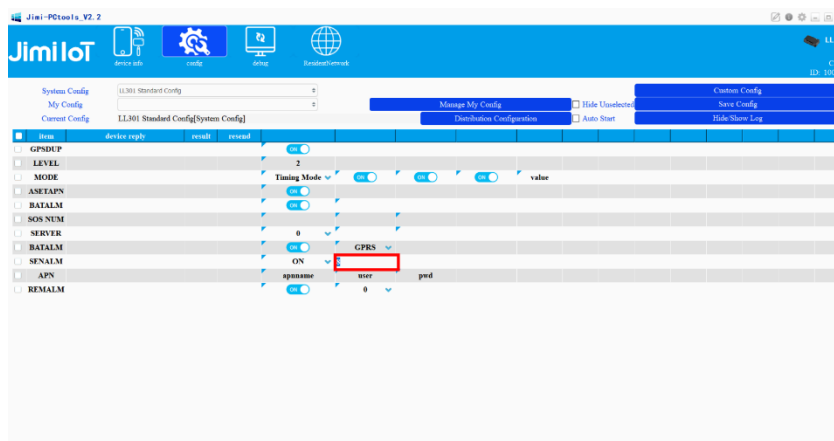 Jimi-PCtools_V2.2
Jimi IoT
device info
config
debug
ResidentNetwork
LL
C
ID: 100
System Config
LL301 Standard Config
Custom Config
My Config
Manage My Config
Hide Unselected
Save Config
Current Config
LL301 Standard Config[System Config]
Distribution Configuration
Auto Start
Hide/Show Log
item device reply result resend
GPSDUP ON
LEVEL 2
MODE Timing Mode ON ON ON value
ASETAPN ON
BATALM ON
SOS NUM
SERVER 0
BATALM ON GPRS
SENALM ON
APN apnname user pwd
REMALM ON 0